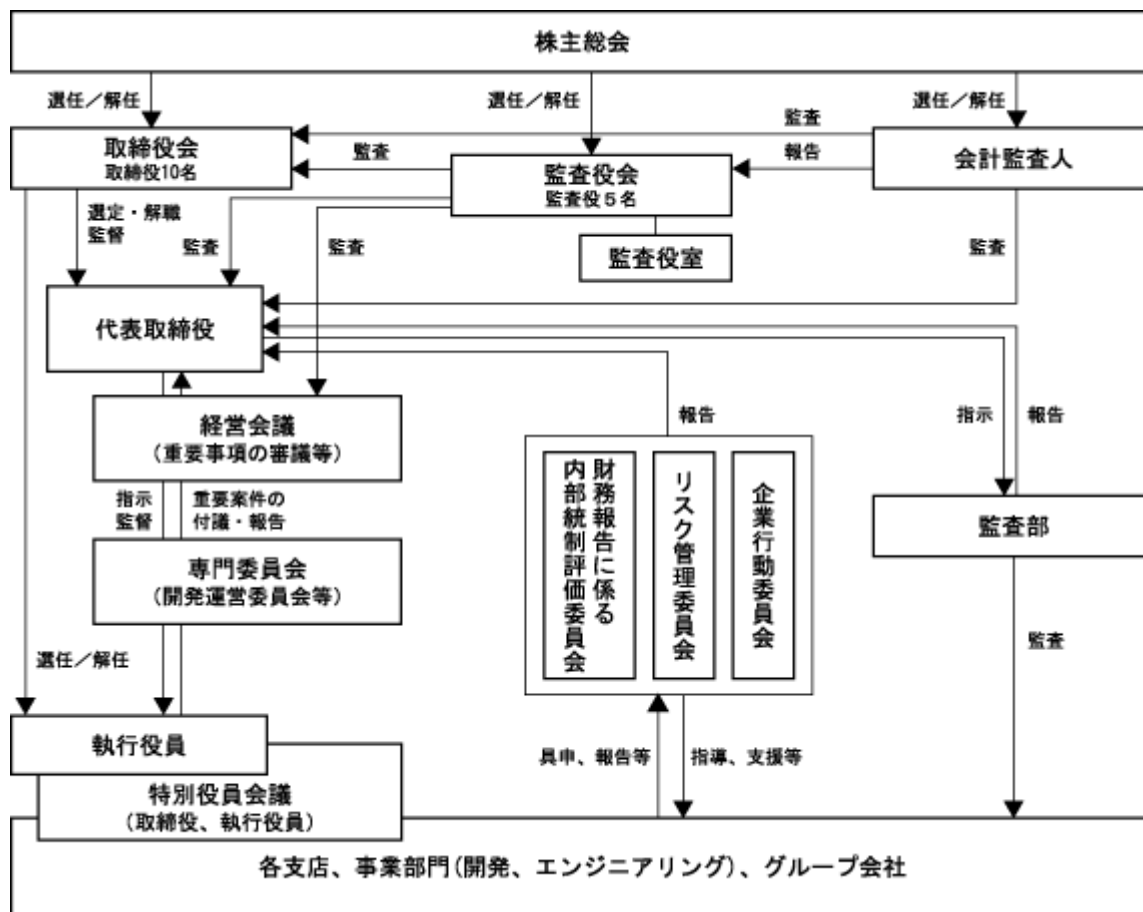 株主総会
選任／解任
選任／解任
選任／解任
取締役会
取締役10名
監査
監査
報告
会計監査人
監査役会
監査役５名
選定・解職
監督
監査
監査
監査役室
監査
代表取締役
経営会議
(重要事項の審議等)
報告
指示
報告
指示
監督
重要案件の
付議・報告
財務報告に係る
内部統制評価委員会
リスク管理委員会
企業行動委員会
監査部
専門委員会
(開発運営委員会等)
選任／解任
監査
執行役員
具申、報告等
指導、支援等
特別役員会議
(取締役、執行役員)
各支店、事業部門(開発、エンジニアリング)、グループ会社